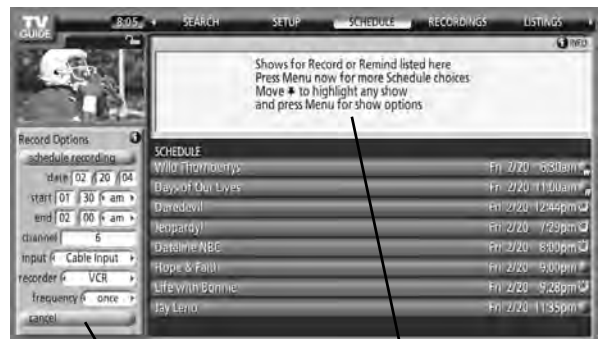 TV
GUIDE
8:05
SEARCH SETUP SCHEDULE RECORDINGS LISTINGS
INFO
Shows for Record or Remind listed here
Press Menu now for more Schedule choices
Move to highlight any show
and press Menu for show options
Record Options
schedule recording
date 02 /20 /04
start 01 30 am
end 02 00 am
channel 6
input Cable Input
recorder VCR
frequency once
cancel
SCHEDULE
Wild Thornberrys Fri 2/20 6:30am
Days of Our Lives Fri 2/20 11:00am
Daredevil Fri 2/20 12:44pm
Jeopardy! Fri 2/20 7:29pm
Dateline NBC Fri 2/20 8:00pm
Hope & Faith Fri 2/20 9:00pm
Life with Bonnie Fri 2/20 9:28pm
Jay Leno Fri 2/20 11:35pm